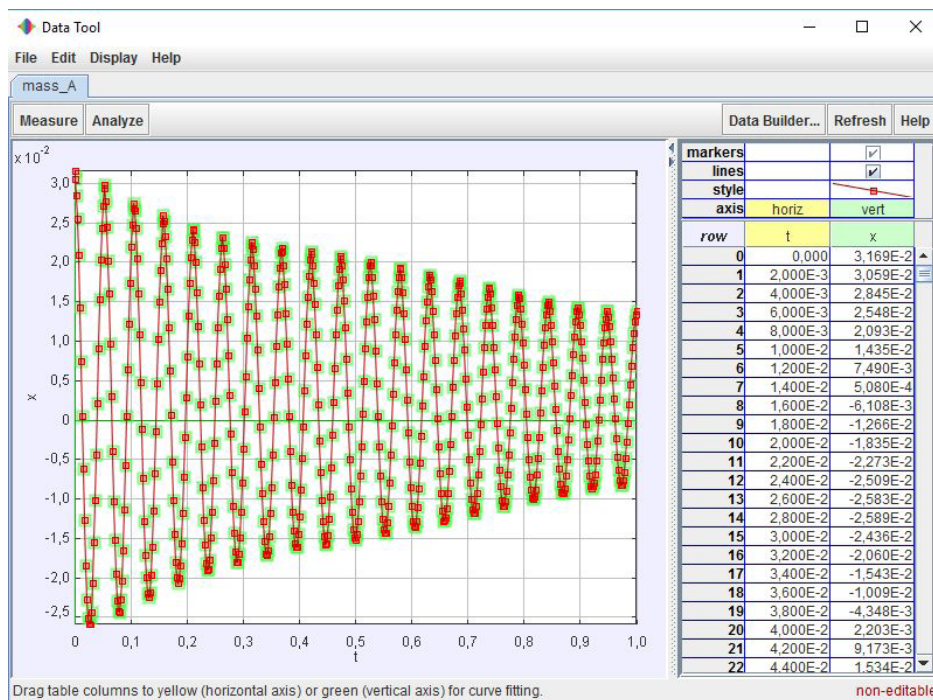 Data Tool
File Edit Display Help
mass_A
Measure Analyze Data Builder... Refresh Help
x 10⁻²
3,0
2,5
2,0
1,5
1,0
0,5
0
-0,5
-1,0
-1,5
-2,0
-2,5
x
0 0,1 0,2 0,3 0,4 0,5 0,6 0,7 0,8 0,9 1,0
t
markers
lines
style
axis horiz vert
row t x
0 0,000 3,169E-2
1 2,000E-3 3,059E-2
2 4,000E-3 2,845E-2
3 6,000E-3 2,548E-2
4 8,000E-3 2,093E-2
5 1,000E-2 1,435E-2
6 1,200E-2 7,490E-3
7 1,400E-2 5,080E-4
8 1,600E-2 -6,108E-3
9 1,800E-2 -1,266E-2
10 2,000E-2 -1,835E-2
11 2,200E-2 -2,273E-2
12 2,400E-2 -2,509E-2
13 2,600E-2 -2,583E-2
14 2,800E-2 -2,589E-2
15 3,000E-2 -2,436E-2
16 3,200E-2 -2,060E-2
17 3,400E-2 -1,543E-2
18 3,600E-2 -1,009E-2
19 3,800E-2 -4,348E-3
20 4,000E-2 2,203E-3
21 4,200E-2 9,173E-3
22 4,400E-2 1,534E-2
Drag table columns to yellow (horizontal axis) or green (vertical axis) for curve fitting. non-editable